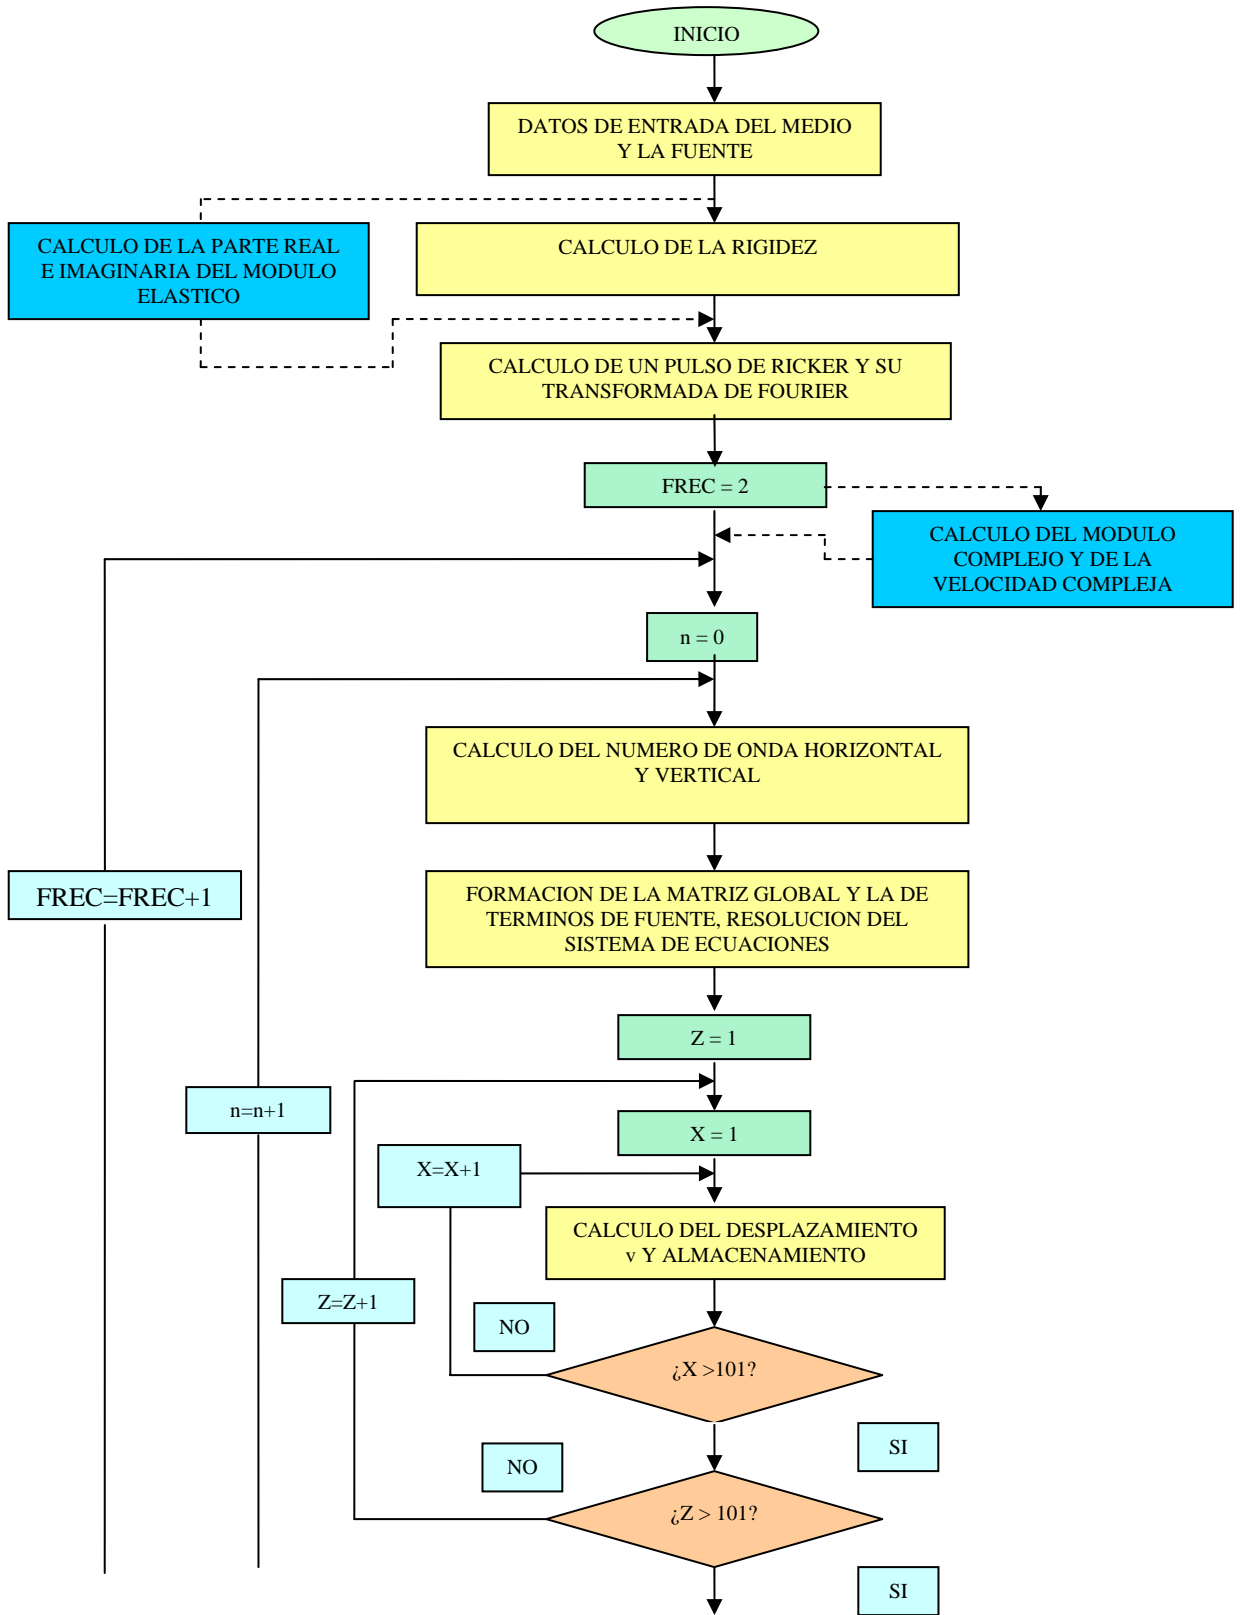 INICIO
DATOS DE ENTRADA DEL MEDIO
Y LA FUENTE
CALCULO DE LA PARTE REAL
E IMAGINARIA DEL MODULO
ELASTICO
CALCULO DE LA RIGIDEZ
CALCULO DE UN PULSO DE RICKER Y SU
TRANSFORMADA DE FOURIER
FREC = 2
CALCULO DEL MODULO
COMPLEJO Y DE LA
VELOCIDAD COMPLEJA
n = 0
CALCULO DEL NUMERO DE ONDA HORIZONTAL
Y VERTICAL
FREC=FREC+1
FORMACION DE LA MATRIZ GLOBAL Y LA DE
TERMINOS DE FUENTE, RESOLUCION DEL
SISTEMA DE ECUACIONES
Z = 1
n=n+1
X = 1
X=X+1
CALCULO DEL DESPLAZAMIENTO
v Y ALMACENAMIENTO
Z=Z+1
NO
¿X >101?
SI
NO
¿Z > 101?
SI